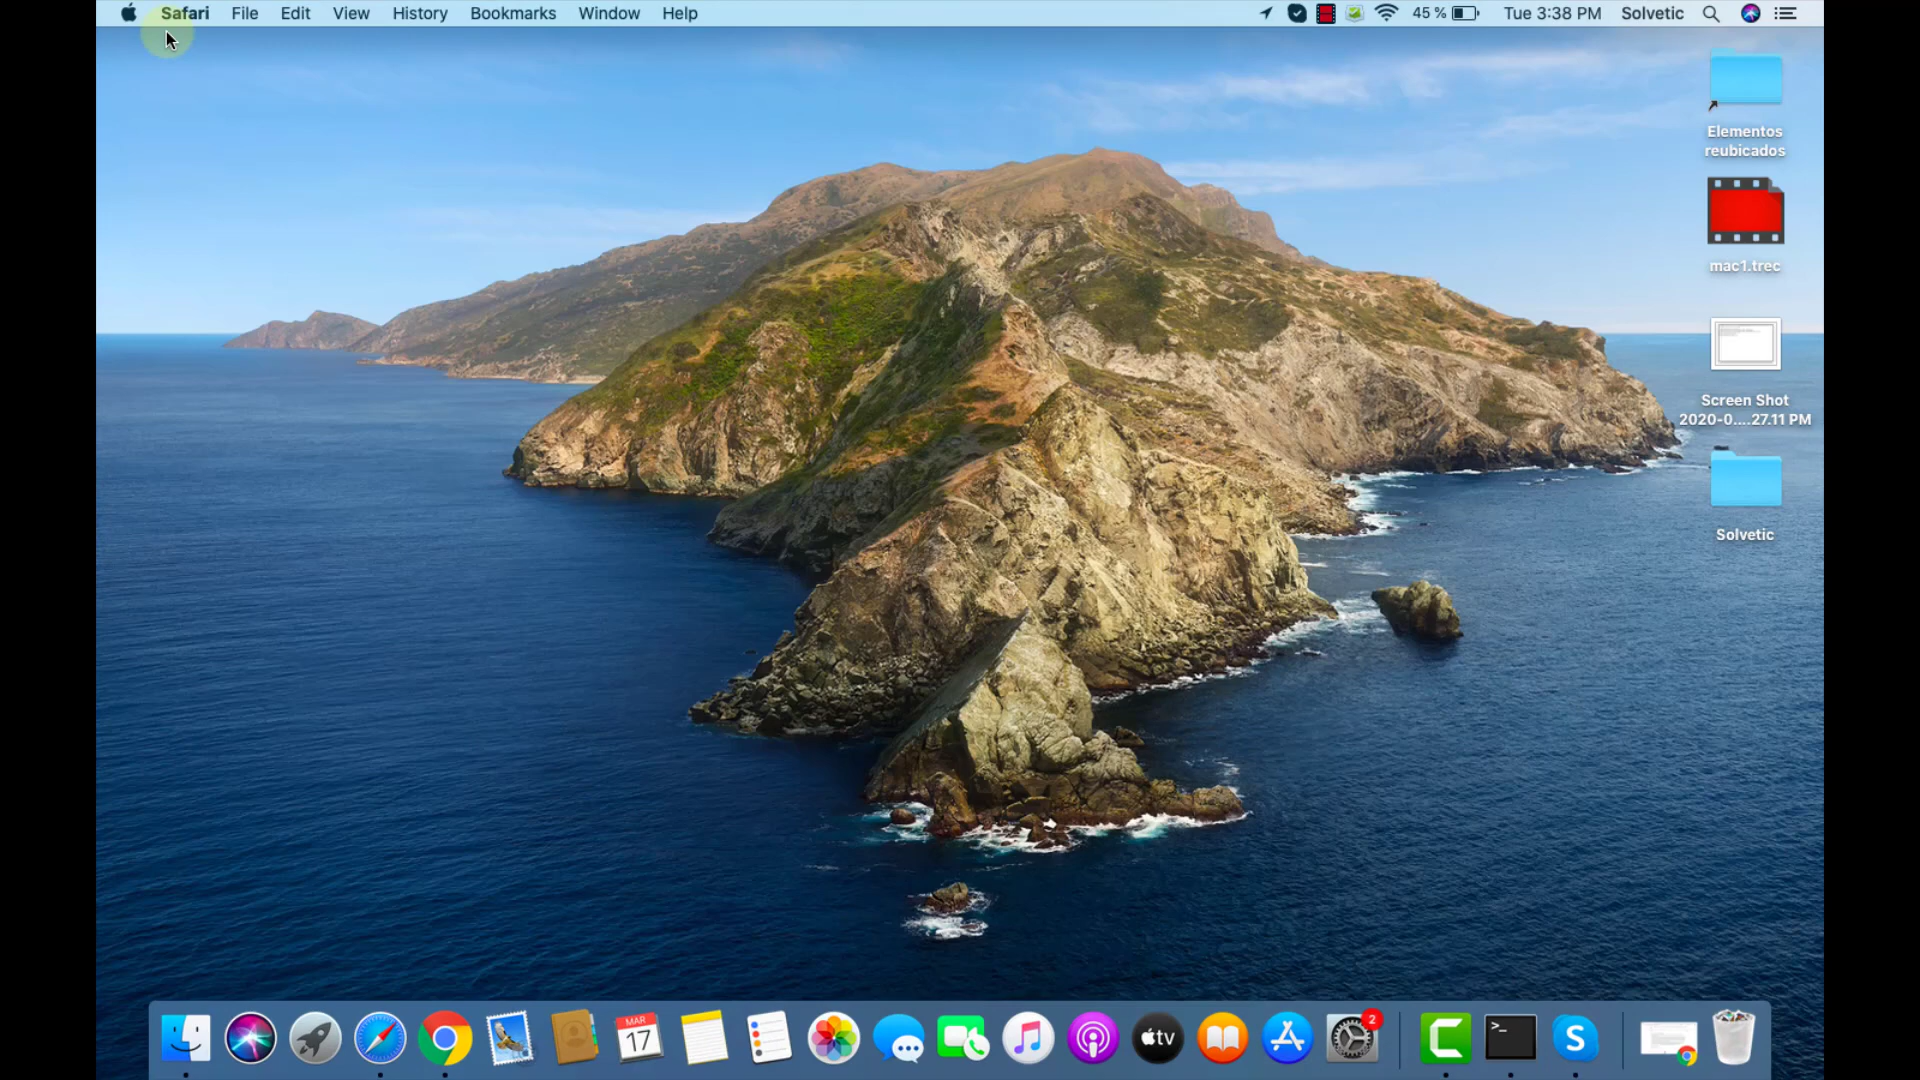 Safari File Edit View History Bookmarks Window Help 45 % Tue 3:38 PM Solvetic
Elementos
reubicados
mac1.trec
Screen Shot
2020-0....27.11 PM
Solvetic
MAR
17
tv
2
>_
S